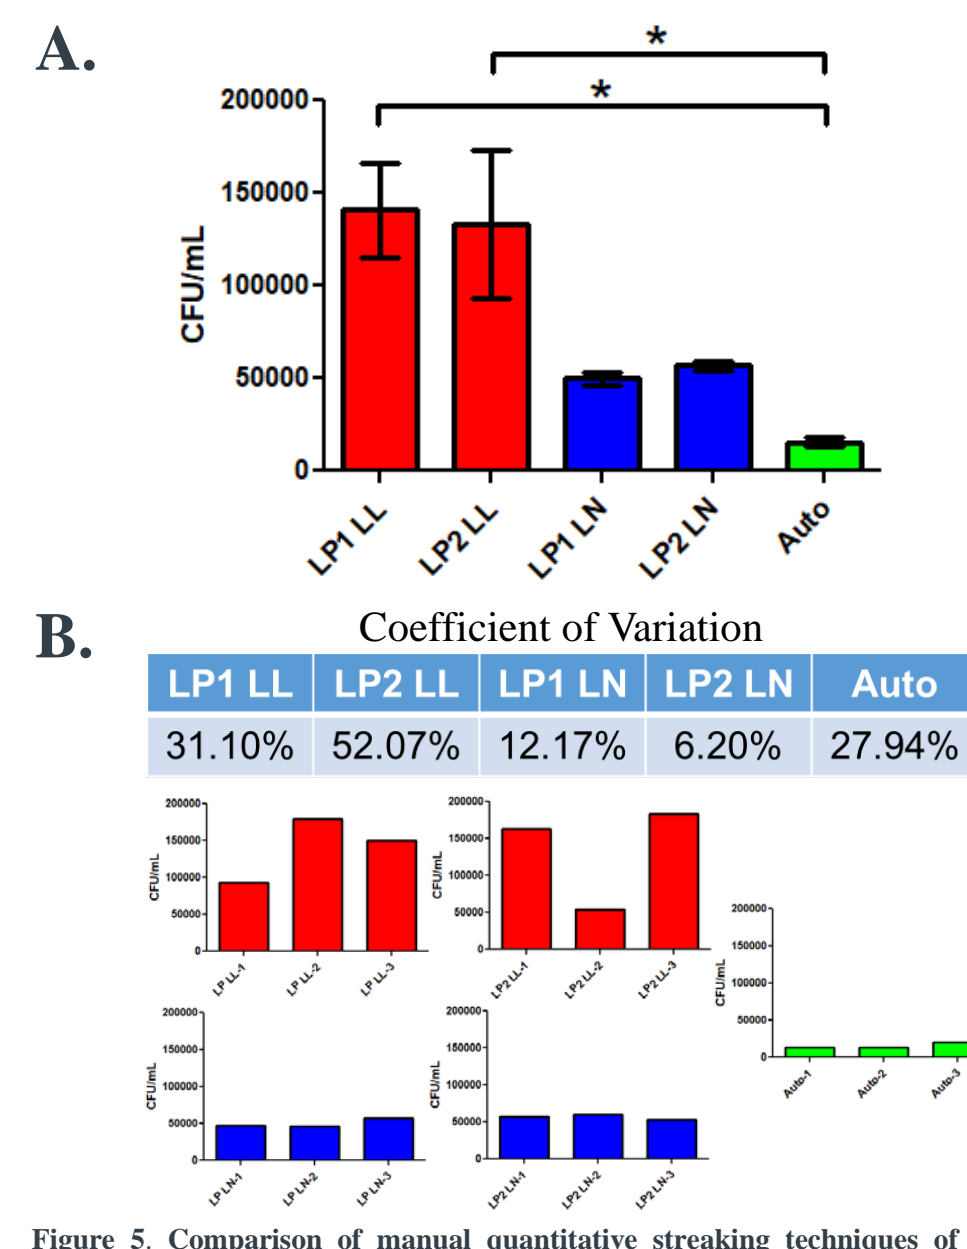 A.
*
*
200000
150000
100000
50000
0
CFU/mL
LP1 LL
LP2 LL
LP1 LN
LP2 LN
Auto
B.
Coefficient of Variation
LP1 LL LP2 LL LP1 LN LP2 LN Auto
31.10% 52.07% 12.17% 6.20% 27.94%
200000
150000
100000
50000
0
CFU/mL
LP LL-1
LP LL-2
LP LL-3
200000
150000
100000
50000
0
CFU/mL
LP2 LL-1
LP2 LL-2
LP2 LL-3
200000
150000
100000
50000
0
CFU/mL
Auto-1
Auto-2
Auto-3
200000
150000
100000
50000
0
CFU/mL
LP LN-1
LP LN-2
LP LN-3
200000
150000
100000
50000
0
CFU/mL
LP2 LN-1
LP2 LN-2
LP2 LN-3
Figure 5. Comparison of manual quantitative streaking techniques of